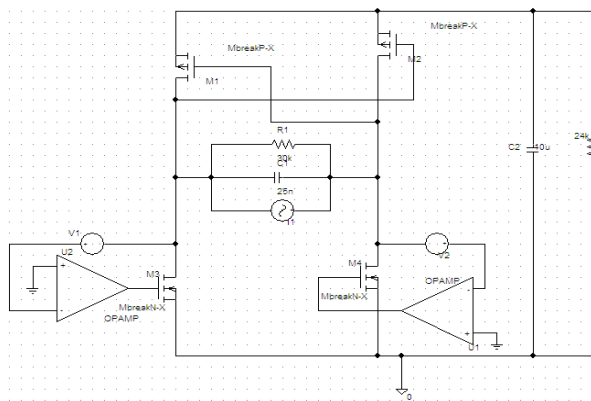 MbreakP-X
MbreakP-X
M1
M2
R1
30k
C1
25n
I1
C2
40u
24k
V1
U2
+
-
OPAMP
M3
MbreakN-X
M4
MbreakN-X
V2
OPAMP
-
+
U1
0